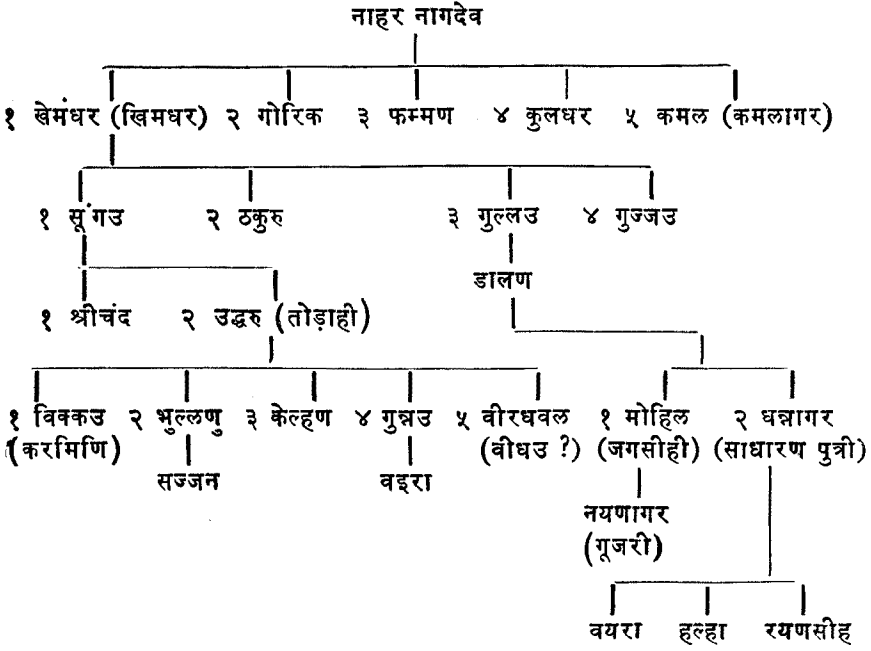 नाहर नागदेव
१ खेमंधर (खिमधर) २ गोरिक ३ फम्मण ४ कुलधर ५ कमल (कमलागर)
१ सूंगउ २ ठकुरु ३ गुल्लउ ४ गुज्जउ
डालण
१ श्रीचंद २ उद्धरु (तोड़ाही)
१ विक्कउ २ भुल्लणु ३ केल्हण ४ गुन्नउ ५ वीरधवल १ मोहिल २ धन्नागर
(करमिणि) (वीधउ ?) (जगसीही) (साधारण पुत्री)
सज्जन वइरा
नयणागर
(गूजरी)
वयरा हल्हा रयणसीह